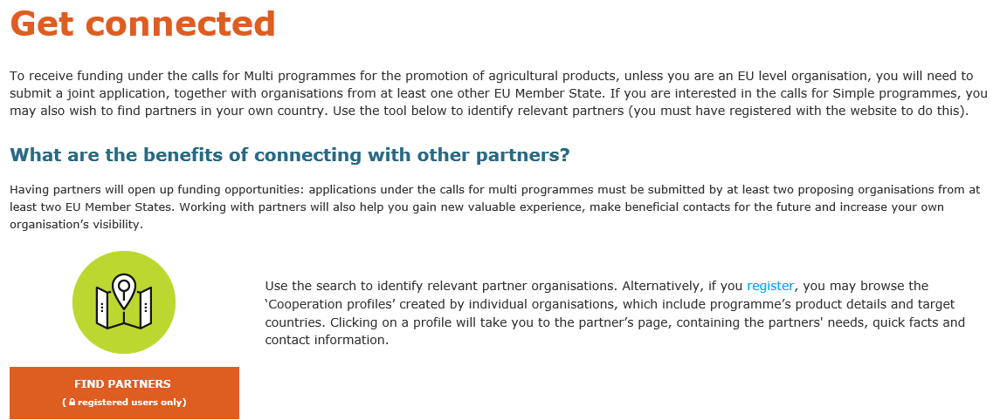 Get connected
To receive funding under the calls for Multi programmes for the promotion of agricultural products, unless you are an EU level organisation, you will need to
submit a joint application, together with organisations from at least one other EU Member State. If you are interested in the calls for Simple programmes, you
may also wish to find partners in your own country. Use the tool below to identify relevant partners (you must have registered with the website to do this).
What are the benefits of connecting with other partners?
Having partners will open up funding opportunities: applications under the calls for multi programmes must be submitted by at least two proposing organisations from at
least two EU Member States. Working with partners will also help you gain new valuable experience, make beneficial contacts for the future and increase your own
organisation’s visibility.
Use the search to identify relevant partner organisations. Alternatively, if you register, you may browse the
‘Cooperation profiles’ created by individual organisations, which include programme’s product details and target
countries. Clicking on a profile will take you to the partner’s page, containing the partners' needs, quick facts and
contact information.
FIND PARTNERS
( registered users only)